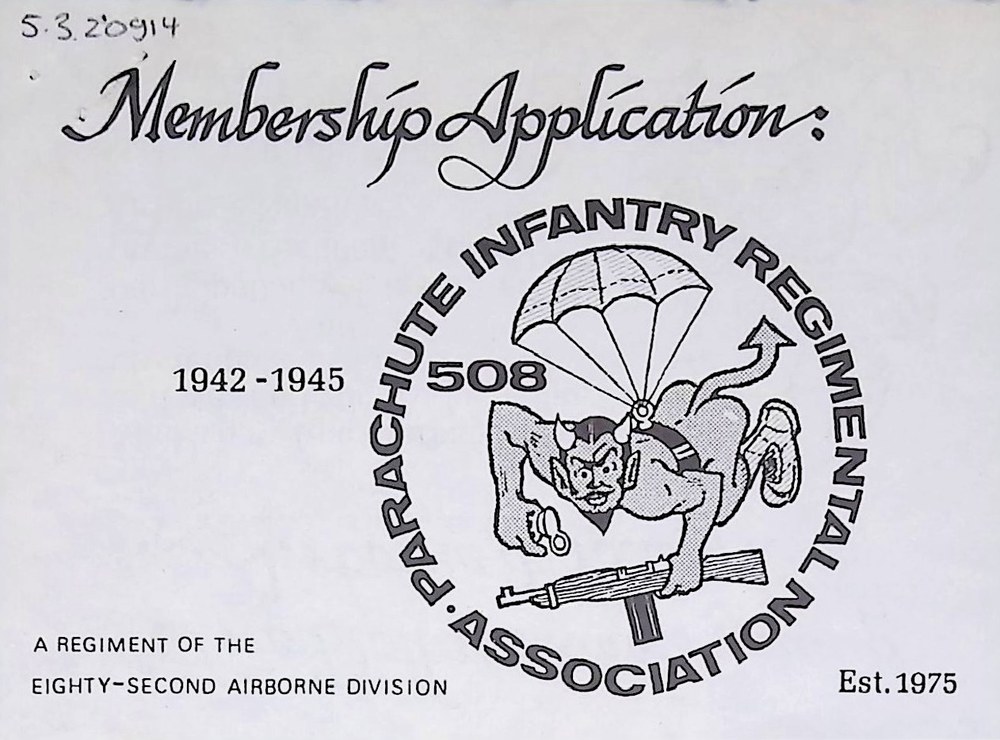 5.3.20914
Membership Application:
PARACHUTE INFANTRY REGIMENTAL ASSOCIATION
508
1942-1945
A REGIMENT OF THE
EIGHTY-SECOND AIRBORNE DIVISION
Est. 1975